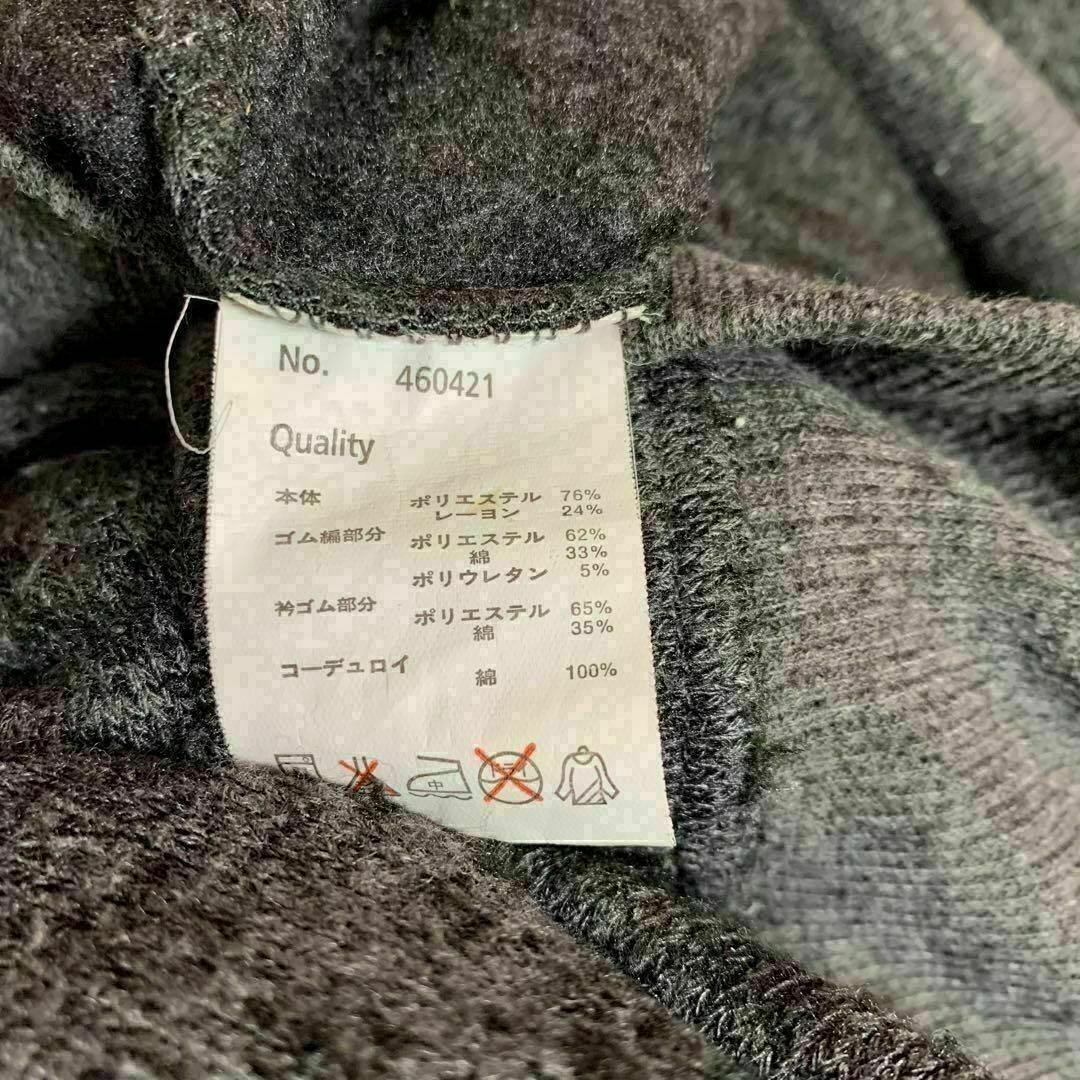 No. 460421
Quality
本体 ポリエステル 76%
レーヨン 24%
ゴム編部分 ポリエステル 62%
綿 33%
ポリウレタン 5%
衿ゴム部分 ポリエステル 65%
綿 35%
コーデュロイ 綿 100%
中